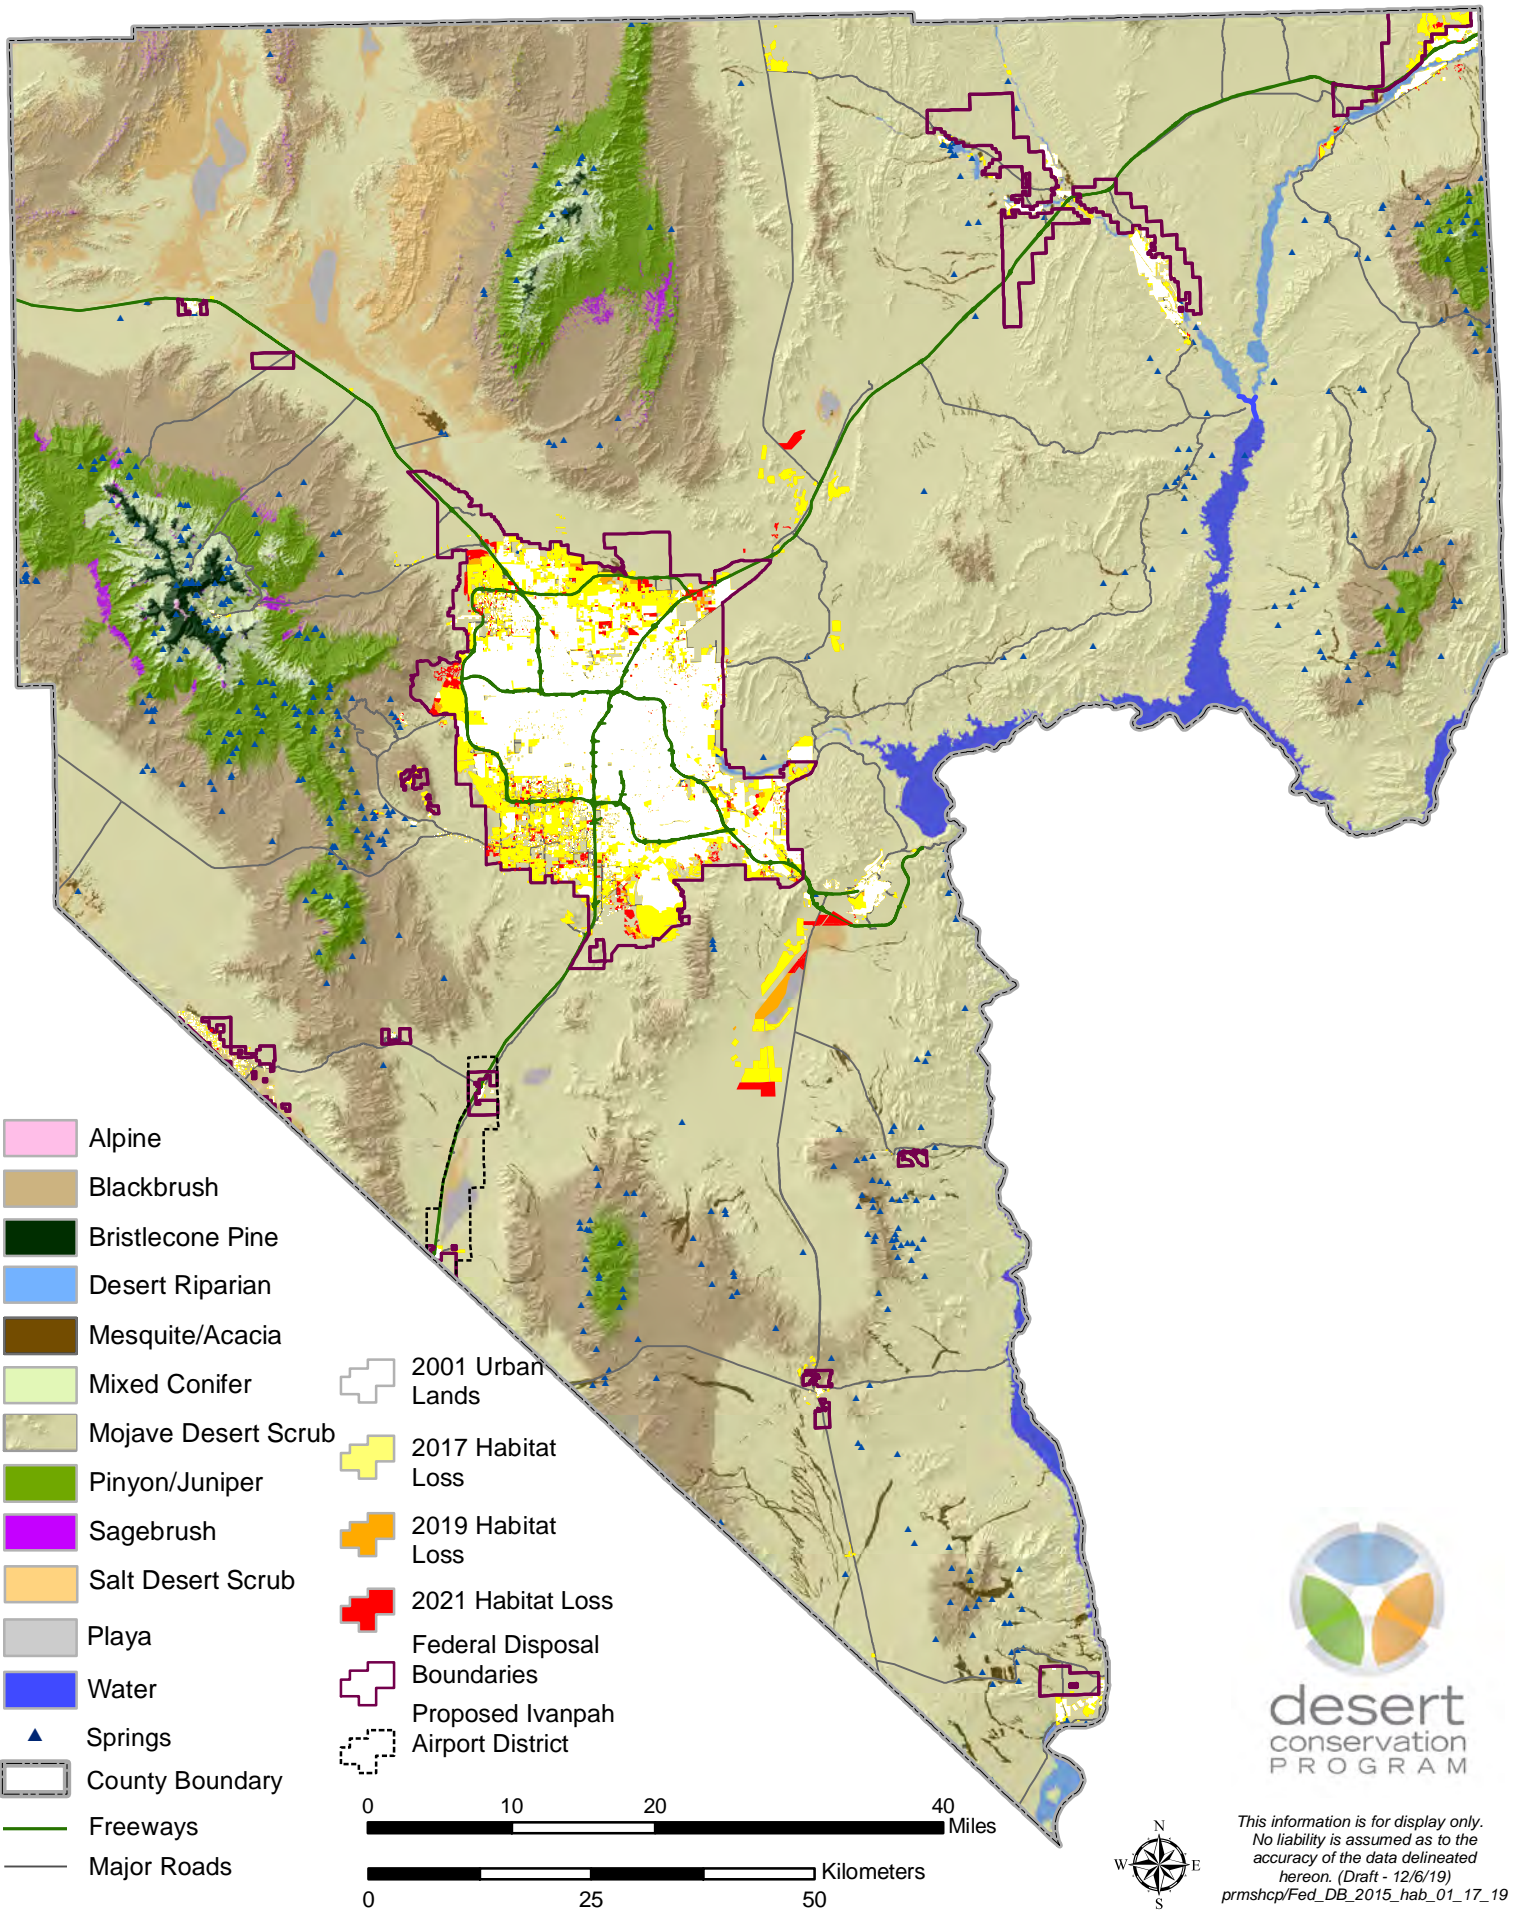 Alpine
Blackbrush
Bristlecone Pine
Desert Riparian
Mesquite/Acacia
Mixed Conifer
Mojave Desert Scrub
Pinyon/Juniper
Sagebrush
Salt Desert Scrub
Playa
Water
Springs
County Boundary
Freeways
Major Roads
2001 Urban
Lands
2017 Habitat
Loss
2019 Habitat
Loss
2021 Habitat Loss
Federal Disposal
Boundaries
Proposed Ivanpah
Airport District
0 10 20 40
Miles
Kilometers
0 25 50
N
W E
S
desert
conservation
PROGRAM
This information is for display only.
No liability is assumed as to the
accuracy of the data delineated
hereon. (Draft - 12/6/19)
prmshcp/Fed_DB_2015_hab_01_17_19